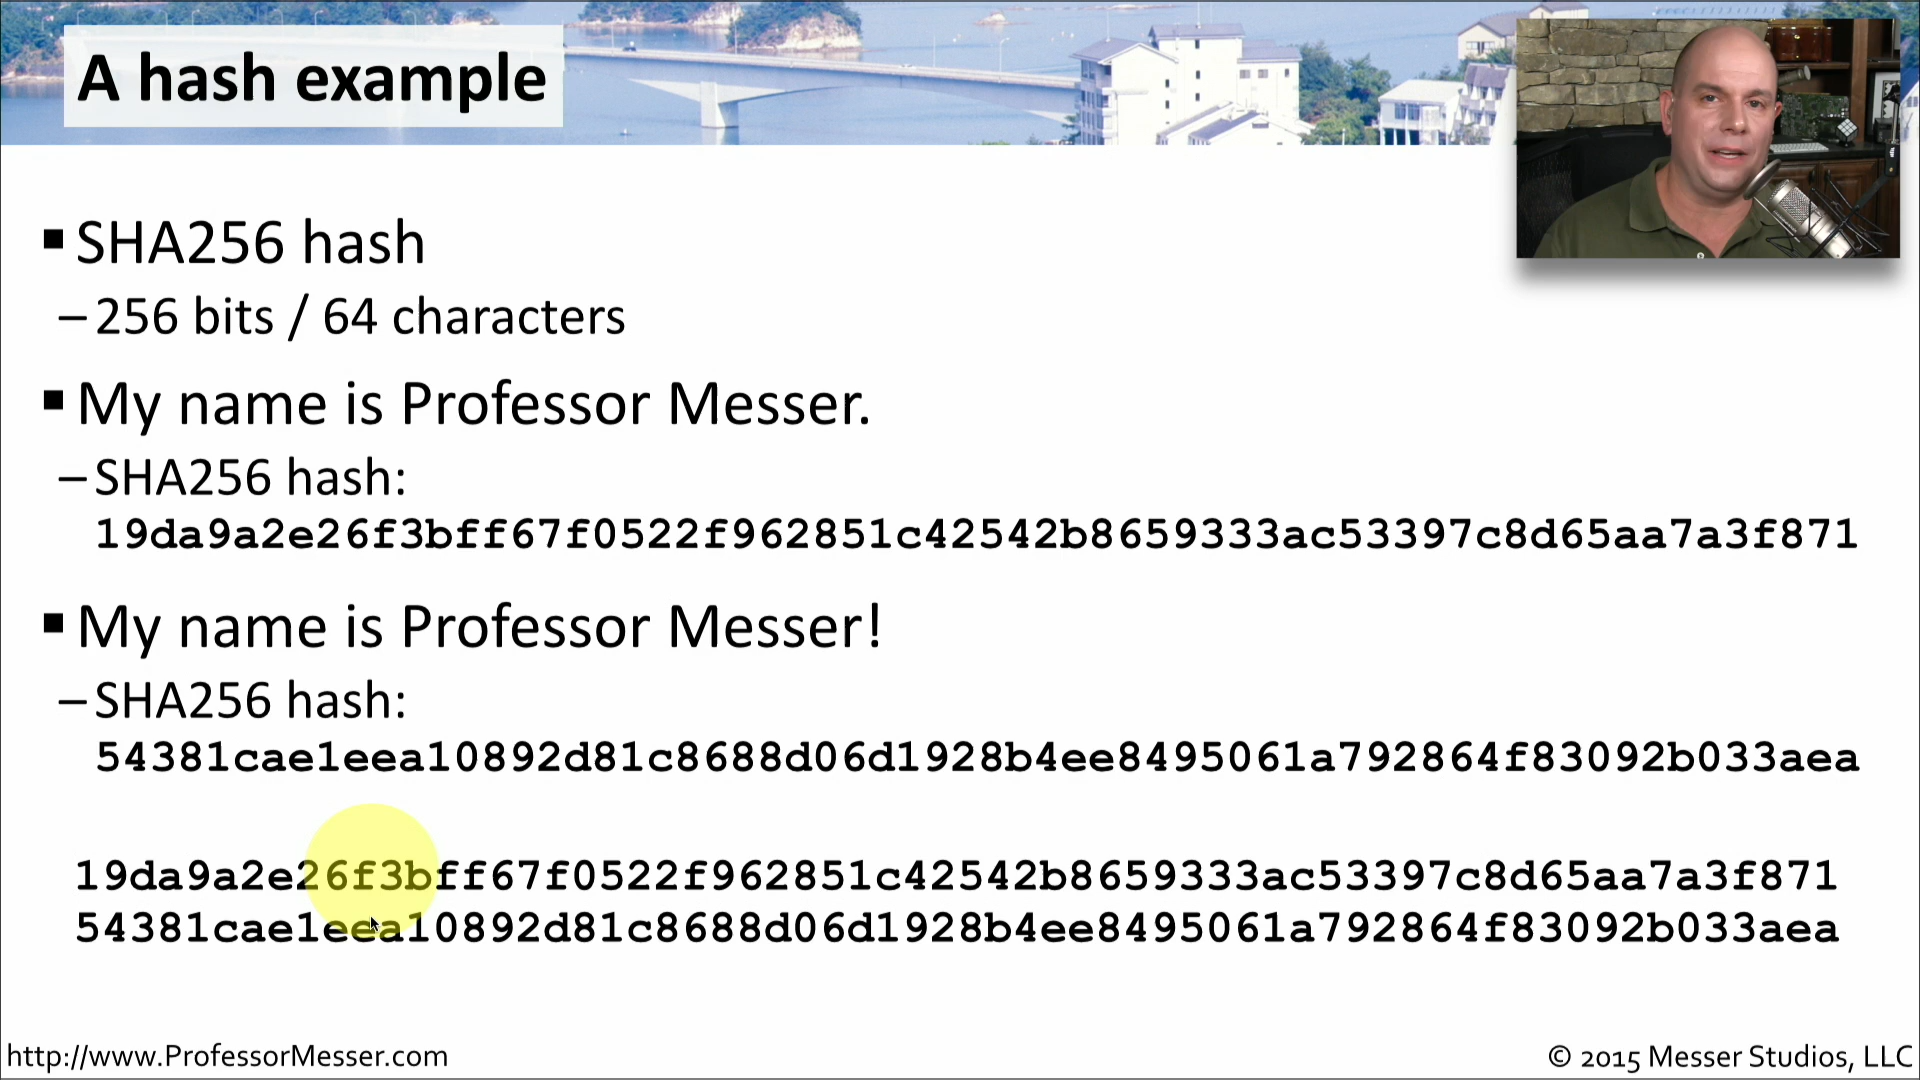 A hash example
▪ SHA256 hash
– 256 bits / 64 characters
▪ My name is Professor Messer.
– SHA256 hash:
19da9a2e26f3bff67f0522f962851c42542b8659333ac53397c8d65aa7a3f871
▪ My name is Professor Messer!
– SHA256 hash:
54381cae1eea10892d81c8688d06d1928b4ee8495061a792864f83092b033aea
19da9a2e26f3bff67f0522f962851c42542b8659333ac53397c8d65aa7a3f871
54381cae1eea10892d81c8688d06d1928b4ee8495061a792864f83092b033aea
http://www.ProfessorMesser.com
© 2015 Messer Studios, LLC